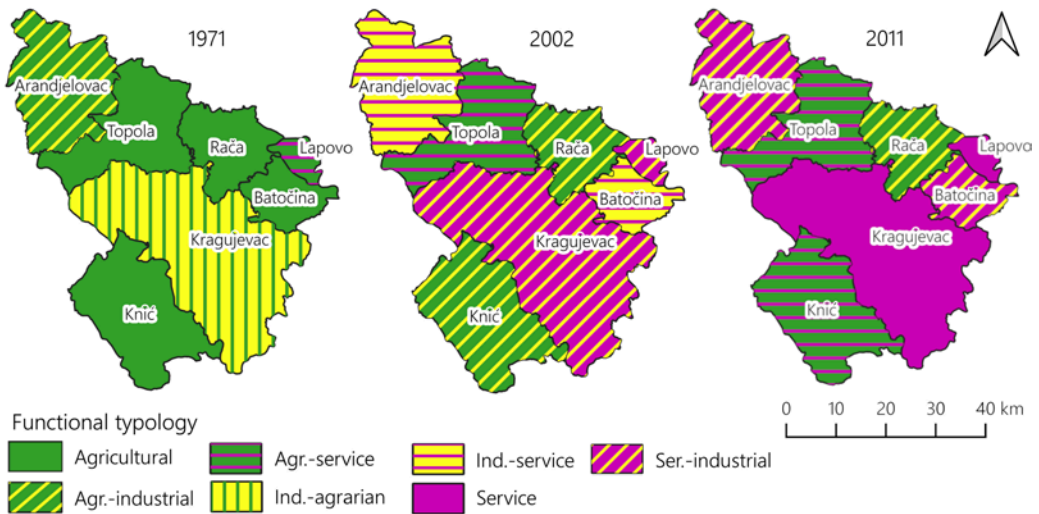 1971
Arandjelovac
Topola
Rača
Lapovo
Batočina
Kragujevac
Knić
2002
Arandjelovac
Topola
Rača
Lapovo
Batočina
Kragujevac
Knić
2011
Arandjelovac
Topola
Rača
Lapova
Batočina
Kragujevac
Knić
0 10 20 30 40 km
Functional typology
Agricultural
Agr.-service
Ind.-service
Ser.-industrial
Agr.-industrial
Ind.-agrarian
Service